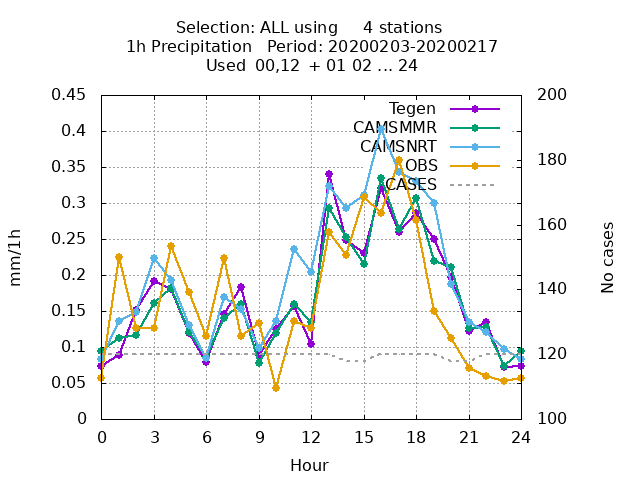 Selection: ALL using     4 stations
1h Precipitation   Period: 20200203-20200217
Used  00,12  + 01 02 ... 24
0.45
0.4
0.35
0.3
0.25
0.2
0.15
0.1
0.05
0
200
180
160
140
120
100
mm/1h
No cases
Tegen
CAMSMMR
CAMSNRT
OBS
CASES
0 3 6 9 12 15 18 21 24
Hour